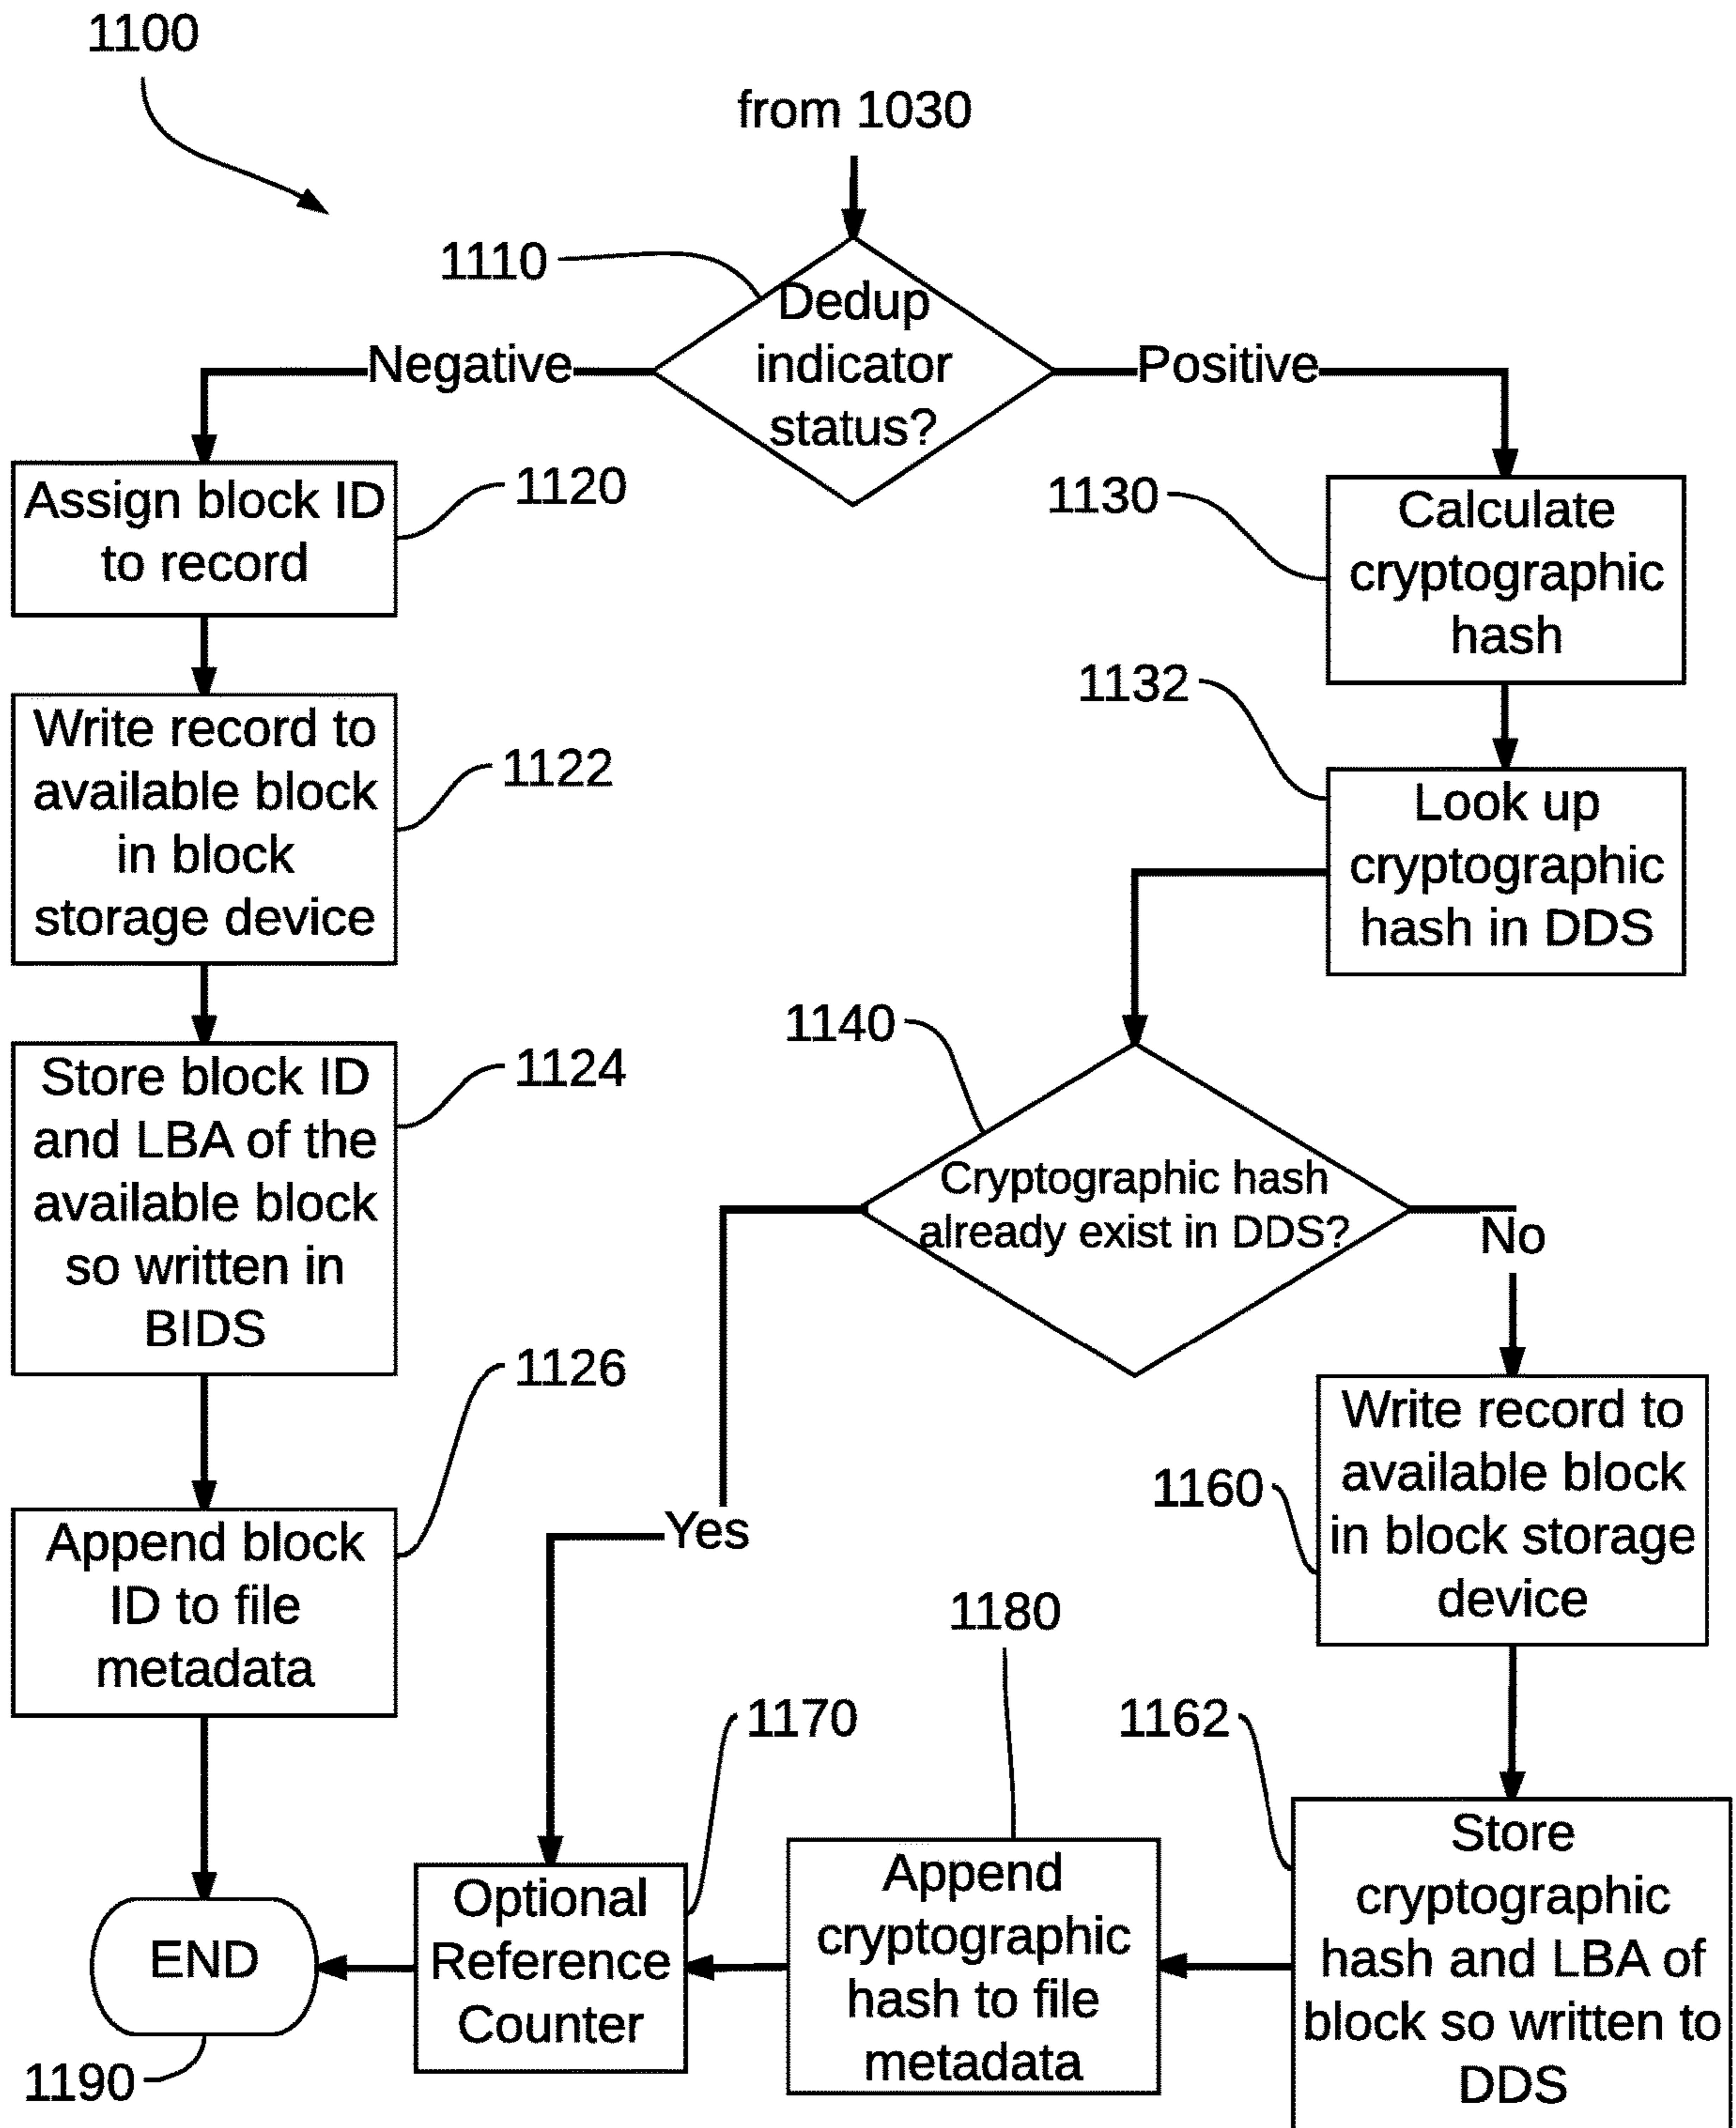 1100
from 1030
1110
Dedup
indicator
status?
Negative
Positive
Assign block ID
to record
1120
1130
Calculate
cryptographic
hash
Write record to
available block
in block
storage device
1122
1132
Look up
cryptographic
hash in DDS
Store block ID
and LBA of the
available block
so written in
BIDS
1124
1140
Cryptographic hash
already exist in DDS?
No
Yes
1126
Append block
ID to file
metadata
1160
Write record to
available block
in block storage
device
1180
1170
1162
Store
cryptographic
hash and LBA of
block so written to
DDS
Append
cryptographic
hash to file
metadata
Optional
Reference
Counter
END
1190